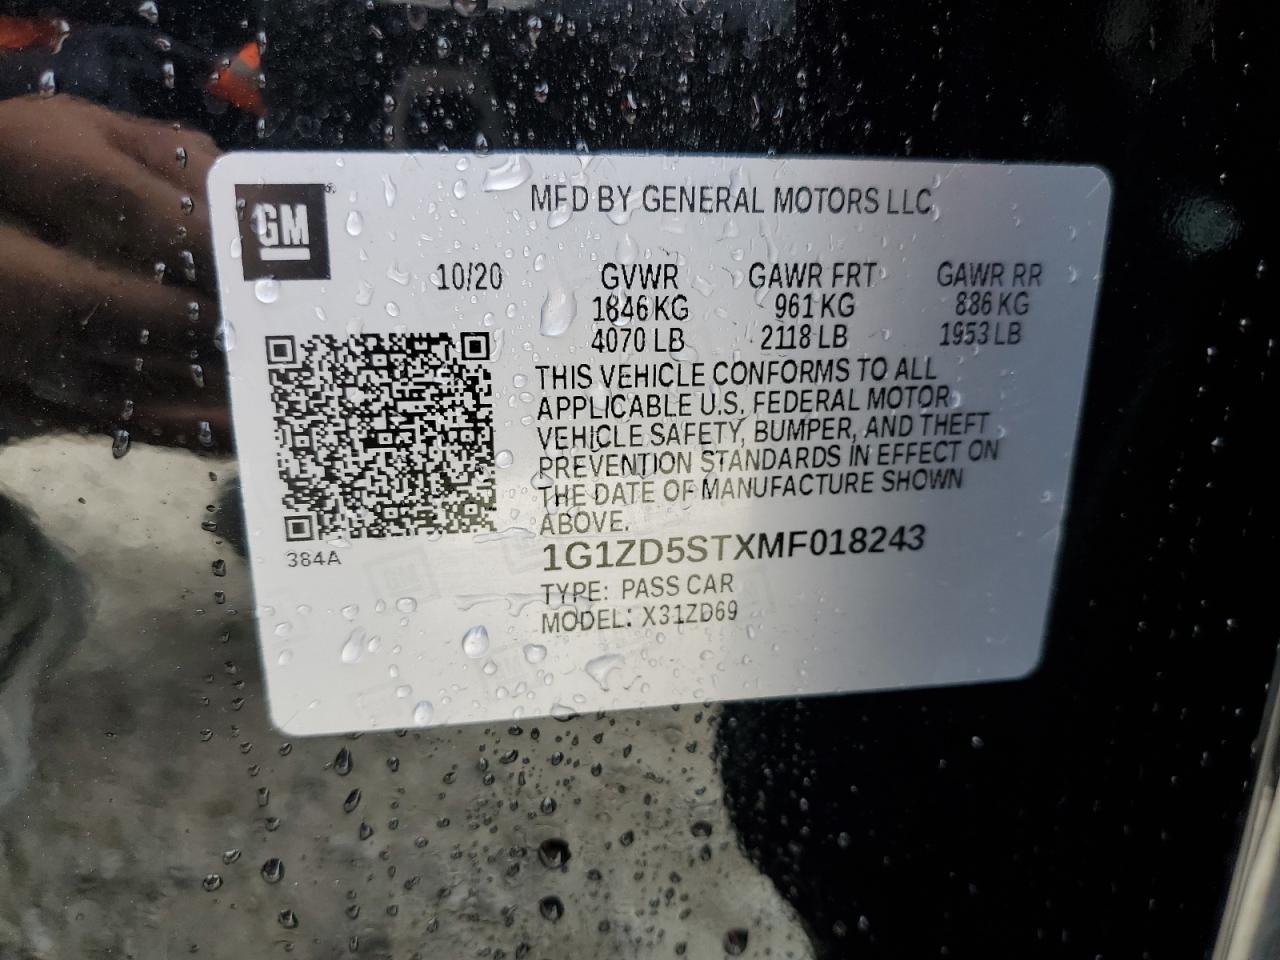 GM
MFD BY GENERAL MOTORS LLC
10/20 GVWR GAWR FRT GAWR RR
1846 KG 961 KG 886 KG
4070 LB 2118 LB 1953 LB
THIS VEHICLE CONFORMS TO ALL
APPLICABLE U.S. FEDERAL MOTOR
VEHICLE SAFETY, BUMPER, AND THEFT
PREVENTION STANDARDS IN EFFECT ON
THE DATE OF MANUFACTURE SHOWN
ABOVE.
384A
1G1ZD5STXMF018243
TYPE: PASS CAR
MODEL: X31ZD69